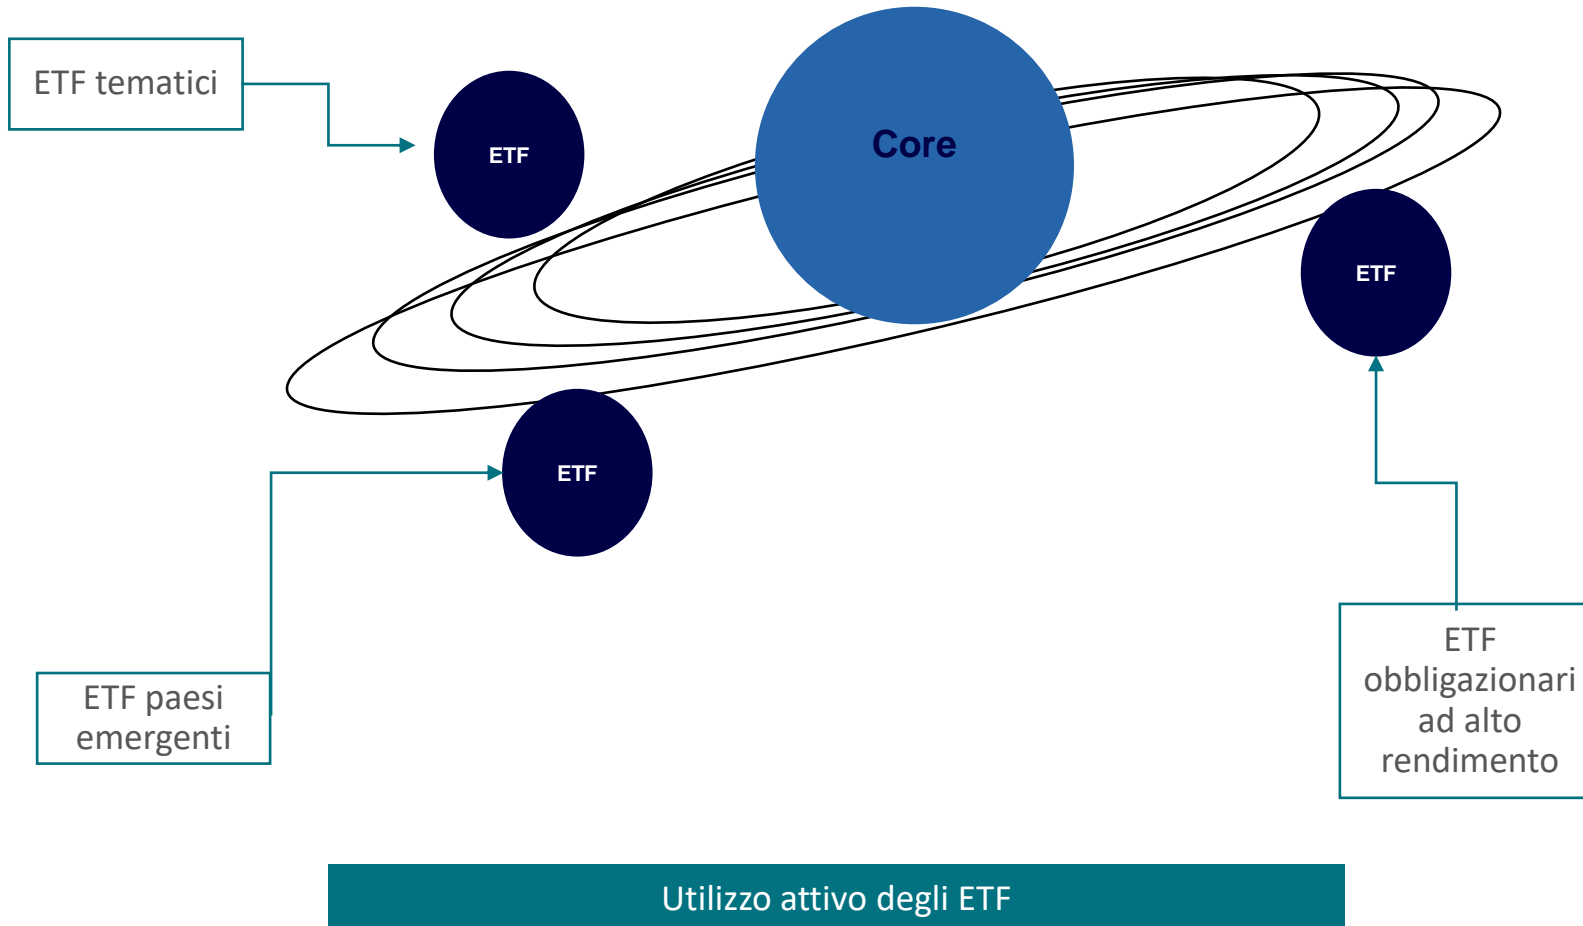 ETF tematici
ETF
Core
ETF
ETF
ETF paesi
emergenti
ETF
obbligazionari
ad alto
rendimento
Utilizzo attivo degli ETF